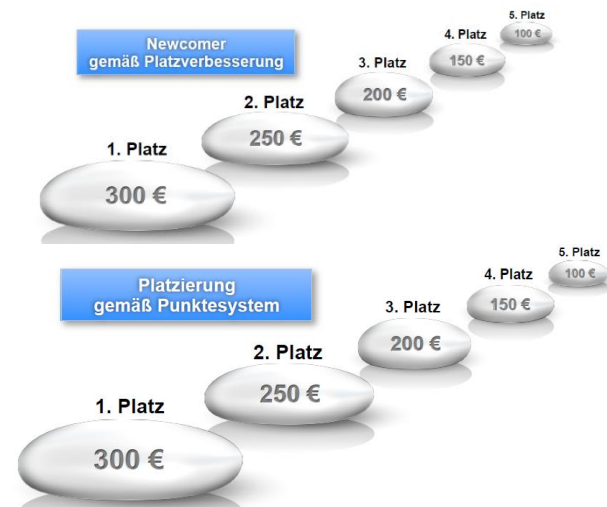 Newcomer
gemäß Platzverbesserung
1. Platz
300 €
2. Platz
250 €
3. Platz
200 €
4. Platz
150 €
5. Platz
100 €
Platzierung
gemäß Punktesystem
1. Platz
300 €
2. Platz
250 €
3. Platz
200 €
4. Platz
150 €
5. Platz
100 €